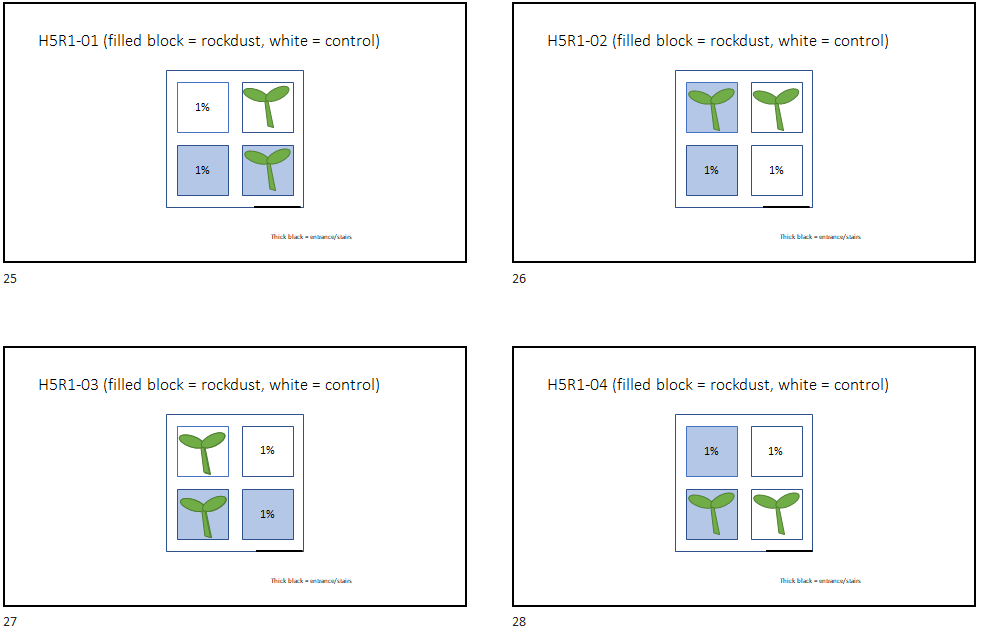 H5R1-01 (filled block = rockdust, white = control)
1%
1%
Thick black = entrance/stairs
25
H5R1-02 (filled block = rockdust, white = control)
1%
1%
Thick black = entrance/stairs
26
H5R1-03 (filled block = rockdust, white = control)
1%
1%
Thick black = entrance/stairs
27
H5R1-04 (filled block = rockdust, white = control)
1%
1%
Thick black = entrance/stairs
28